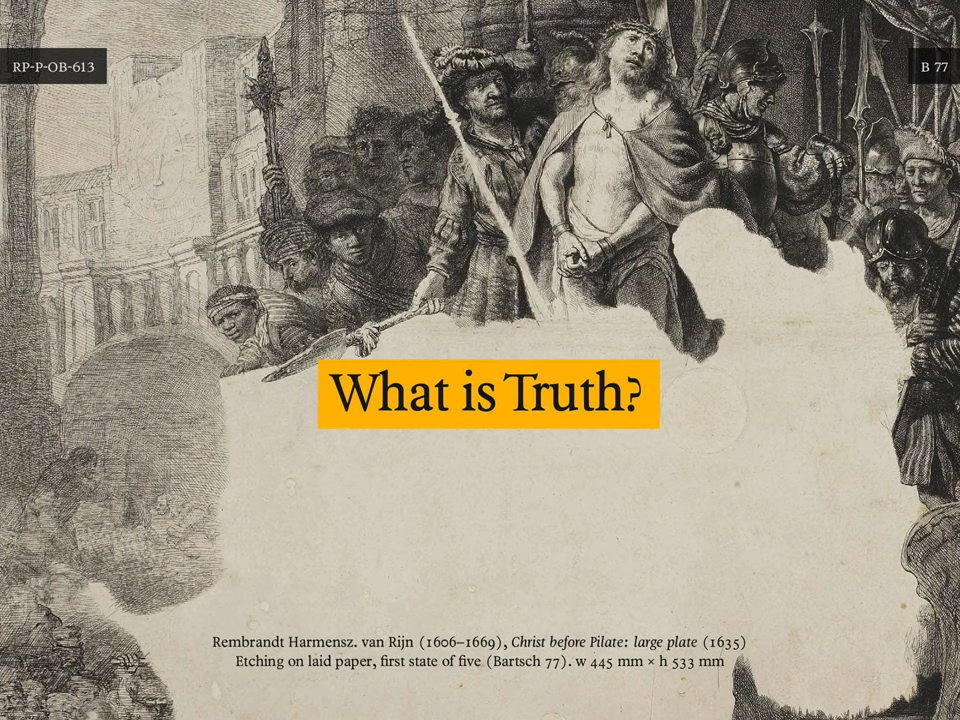 RP-P-OB-613
B 77
What is Truth?
Rembrandt Harmensz. van Rijn (1606–1669), Christ before Pilate: large plate (1635)
Etching on laid paper, first state of five (Bartsch 77). w 445 mm × h 533 mm